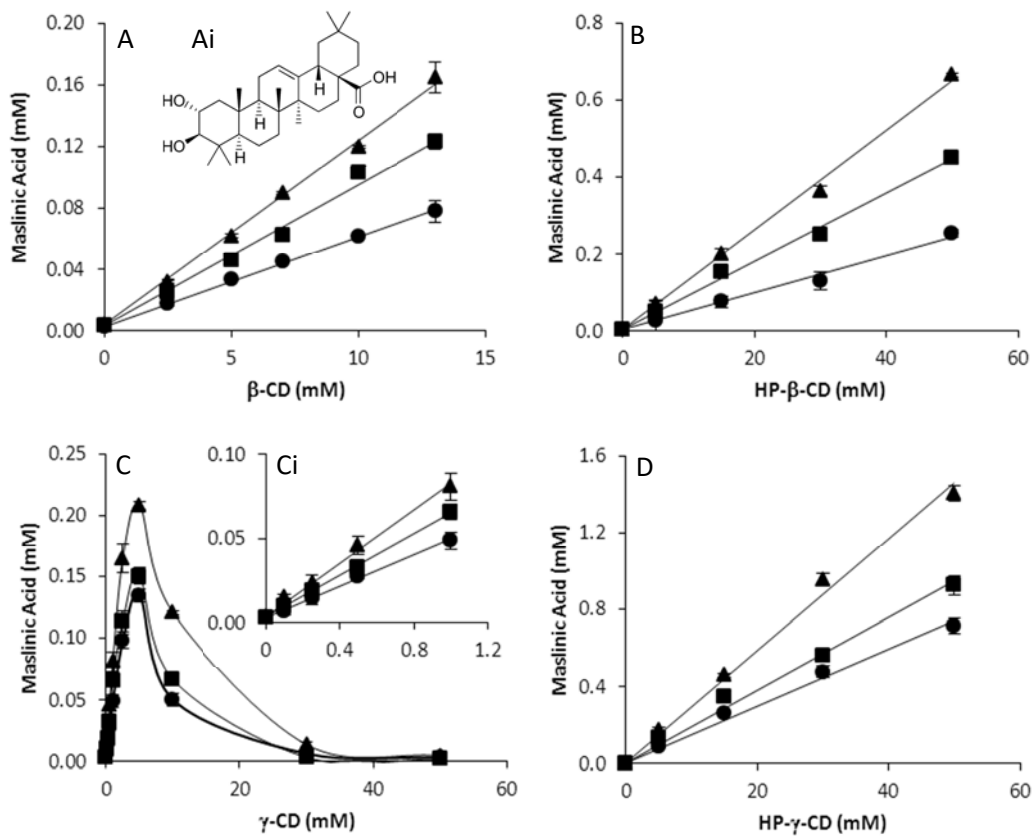 A
Ai
HO
HO
H
H
H
OH
O
Maslinic Acid (mM)
0.20
0.16
0.12
0.08
0.04
0.00
0
5
10
15
β-CD (mM)
B
Maslinic Acid (mM)
0.8
0.6
0.4
0.2
0.0
0
20
40
60
HP-β-CD (mM)
C
Maslinic Acid (mM)
0.25
0.20
0.15
0.10
0.05
0.00
0
20
40
60
γ-CD (mM)
Ci
0.10
0.05
0.00
0
0.4
0.8
1.2
D
Maslinic Acid (mM)
1.6
1.2
0.8
0.4
0.0
0
20
40
60
HP-γ-CD (mM)